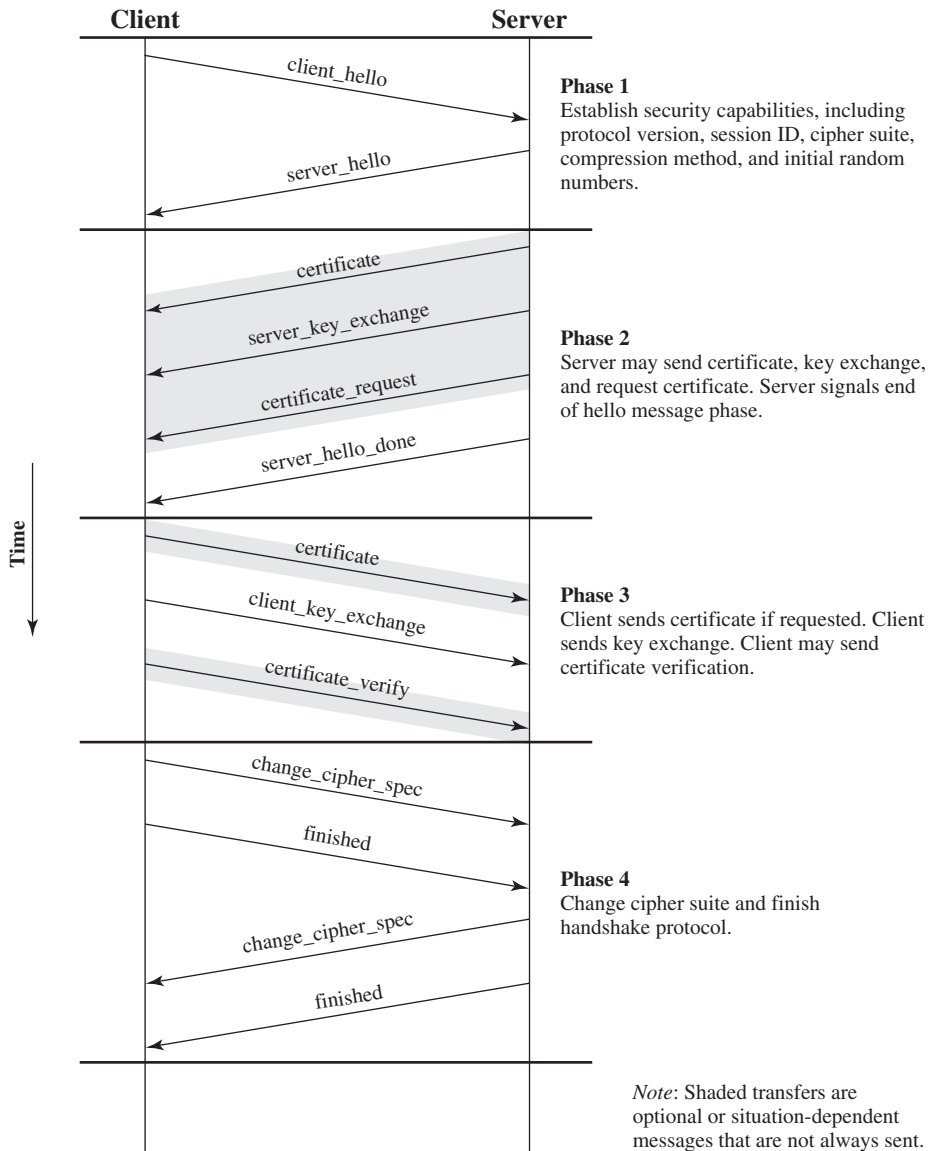 Client
Server
client_hello
server_hello
Phase 1
Establish security capabilities, including
protocol version, session ID, cipher suite,
compression method, and initial random
numbers.
certificate
server_key_exchange
certificate_request
server_hello_done
Phase 2
Server may send certificate, key exchange,
and request certificate. Server signals end
of hello message phase.
Time
certificate
client_key_exchange
certificate_verify
Phase 3
Client sends certificate if requested. Client
sends key exchange. Client may send
certificate verification.
change_cipher_spec
finished
change_cipher_spec
finished
Phase 4
Change cipher suite and finish
handshake protocol.
Note: Shaded transfers are
optional or situation-dependent
messages that are not always sent.